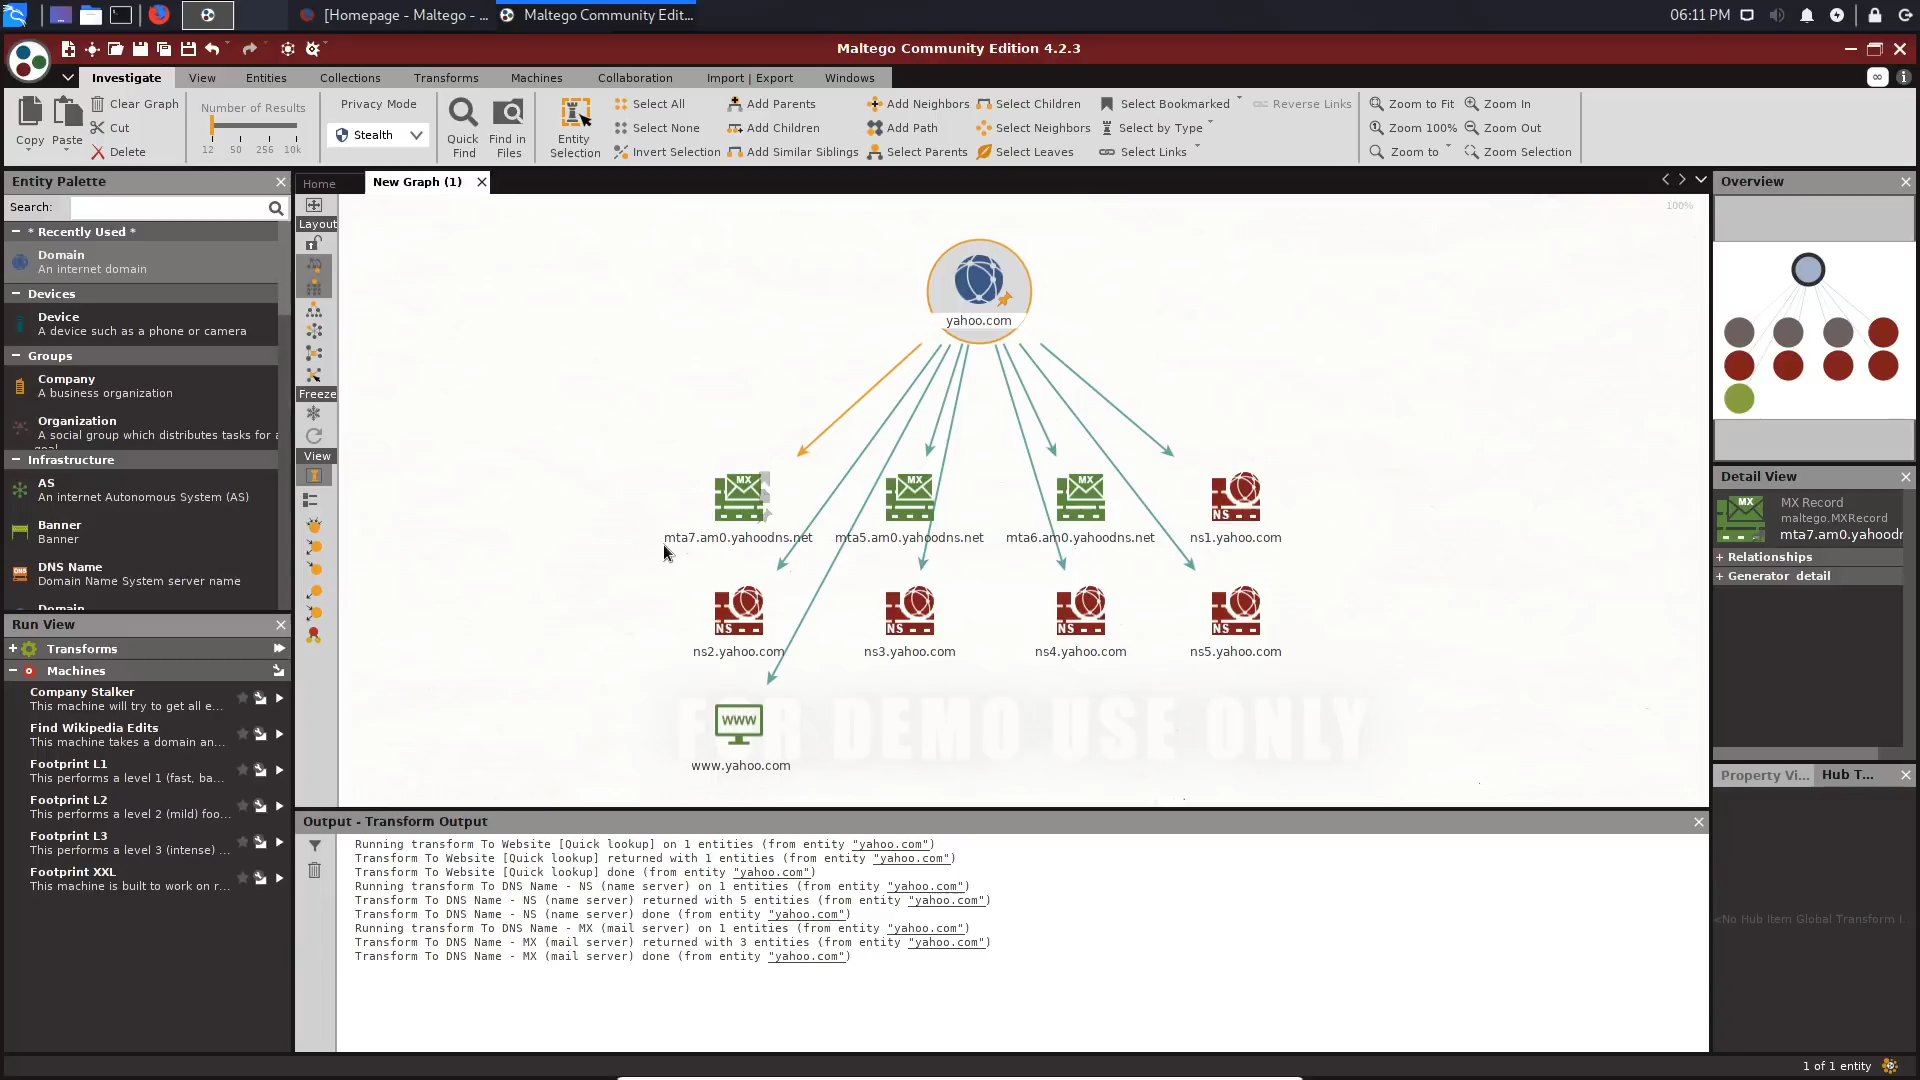 [Homepage - Maltego - ...
Maltego Community Edit...
06:11 PM
Maltego Community Edition 4.2.3
Investigate
View
Entities
Collections
Transforms
Machines
Collaboration
Import | Export
Windows
Copy
Paste
Clear Graph
Cut
Delete
Number of Results
12 50 256 10k
Privacy Mode
Stealth
Quick Find
Find in Files
Entity Selection
Select All
Select None
Invert Selection
Add Parents
Add Children
Add Similar Siblings
Add Neighbors
Add Path
Select Parents
Select Children
Select Neighbors
Select Leaves
Select Bookmarked
Select by Type
Select Links
Reverse Links
Zoom to Fit
Zoom 100%
Zoom to
Zoom In
Zoom Out
Zoom Selection
Entity Palette
Search:
* Recently Used *
Domain
An internet domain
Devices
Device
A device such as a phone or camera
Groups
Company
A business organization
Organization
A social group which distributes tasks for a
Infrastructure
AS
An internet Autonomous System (AS)
Banner
Banner
DNS Name
Domain Name System server name
Domain
Run View
Transforms
Machines
Company Stalker
This machine will try to get all e...
Find Wikipedia Edits
This machine takes a domain an...
Footprint L1
This performs a level 1 (fast, ba...
Footprint L2
This performs a level 2 (mild) foo...
Footprint L3
This performs a level 3 (intense) ...
Footprint XXL
This machine is built to work on r...
Home
New Graph (1)
Layout
Freeze
View
100%
yahoo.com
MX
mta7.am0.yahoodns.net
MX
mta5.am0.yahoodns.net
MX
mta6.am0.yahoodns.net
NS
ns1.yahoo.com
NS
ns2.yahoo.com
NS
ns3.yahoo.com
NS
ns4.yahoo.com
NS
ns5.yahoo.com
WWW
www.yahoo.com
FOR DEMO USE ONLY
Output - Transform Output
Running transform To Website [Quick lookup] on 1 entities (from entity "yahoo.com")
Transform To Website [Quick lookup] returned with 1 entities (from entity "yahoo.com")
Transform To Website [Quick lookup] done (from entity "yahoo.com")
Running transform To DNS Name - NS (name server) on 1 entities (from entity "yahoo.com")
Transform To DNS Name - NS (name server) returned with 5 entities (from entity "yahoo.com")
Transform To DNS Name - NS (name server) done (from entity "yahoo.com")
Running transform To DNS Name - MX (mail server) on 1 entities (from entity "yahoo.com")
Transform To DNS Name - MX (mail server) returned with 3 entities (from entity "yahoo.com")
Transform To DNS Name - MX (mail server) done (from entity "yahoo.com")
Overview
Detail View
MX
MX Record
maltego.MXRecord
mta7.am0.yahoodn
+ Relationships
+ Generator detail
Property Vi...
Hub T...
<No Hub Item Global Transform I
1 of 1 entity